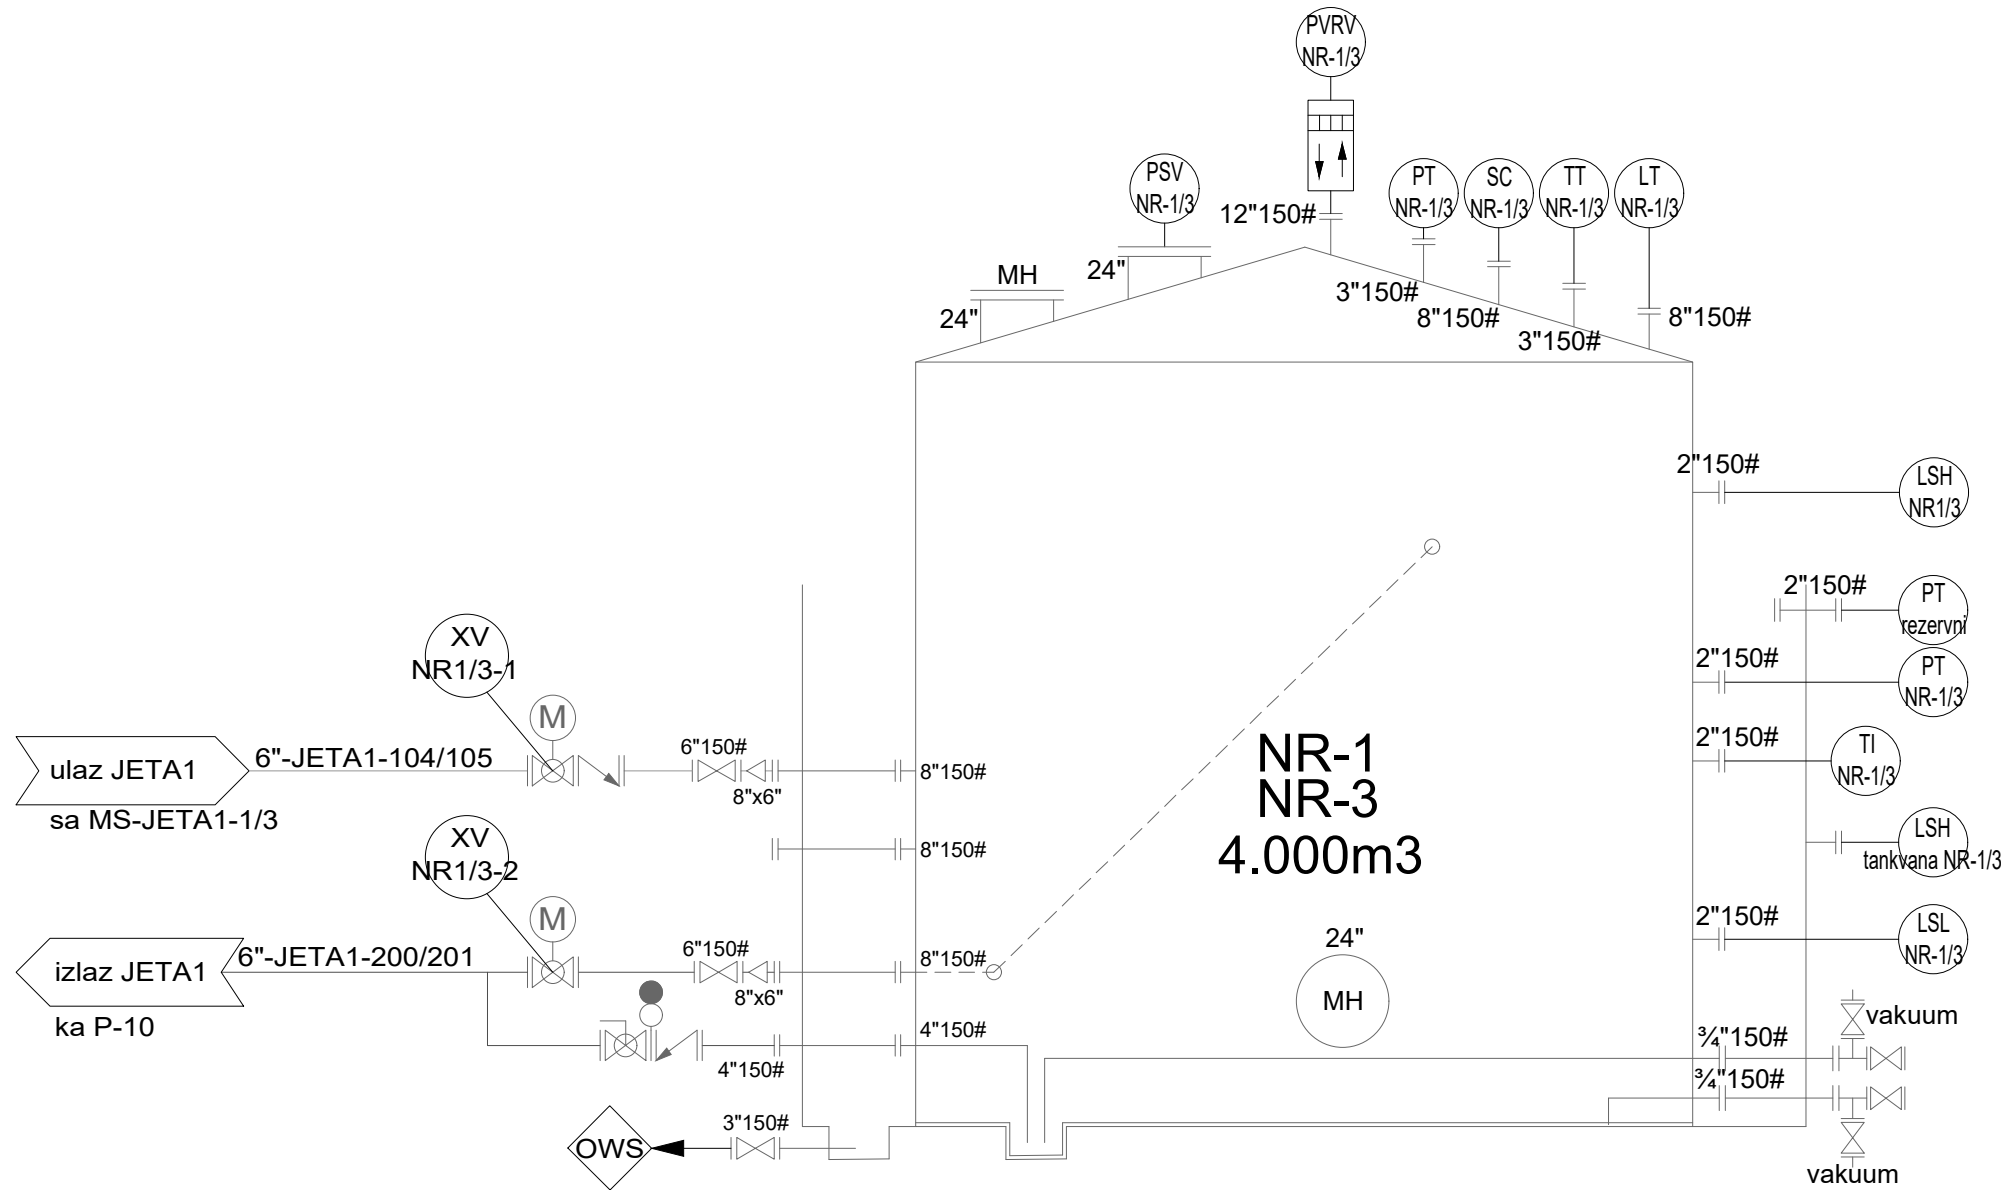 PVRV
NR-1/3
PSV
NR-1/3
PT
NR-1/3
SC
NR-1/3
TT
NR-1/3
LT
NR-1/3
12"150#
MH
24"
24"
3"150#
8"150#
3"150#
8"150#
2"150#
LSH
NR1/3
2"150#
PT
rezervni
2"150#
PT
NR-1/3
2"150#
TI
NR-1/3
LSH
tankvana NR-1/3
2"150#
LSL
NR-1/3
XV
NR1/3-1
M
ulaz JETA1
6"-JETA1-104/105
6"150#
8"x6"
8"150#
sa MS-JETA1-1/3
8"150#
XV
NR1/3-2
M
izlaz JETA1
6"-JETA1-200/201
6"150#
8"x6"
8"150#
ka P-10
4"150#
4"150#
NR-1
NR-3
4.000m3
24"
MH
vakuum
¾"150#
¾"150#
vakuum
3"150#
OWS